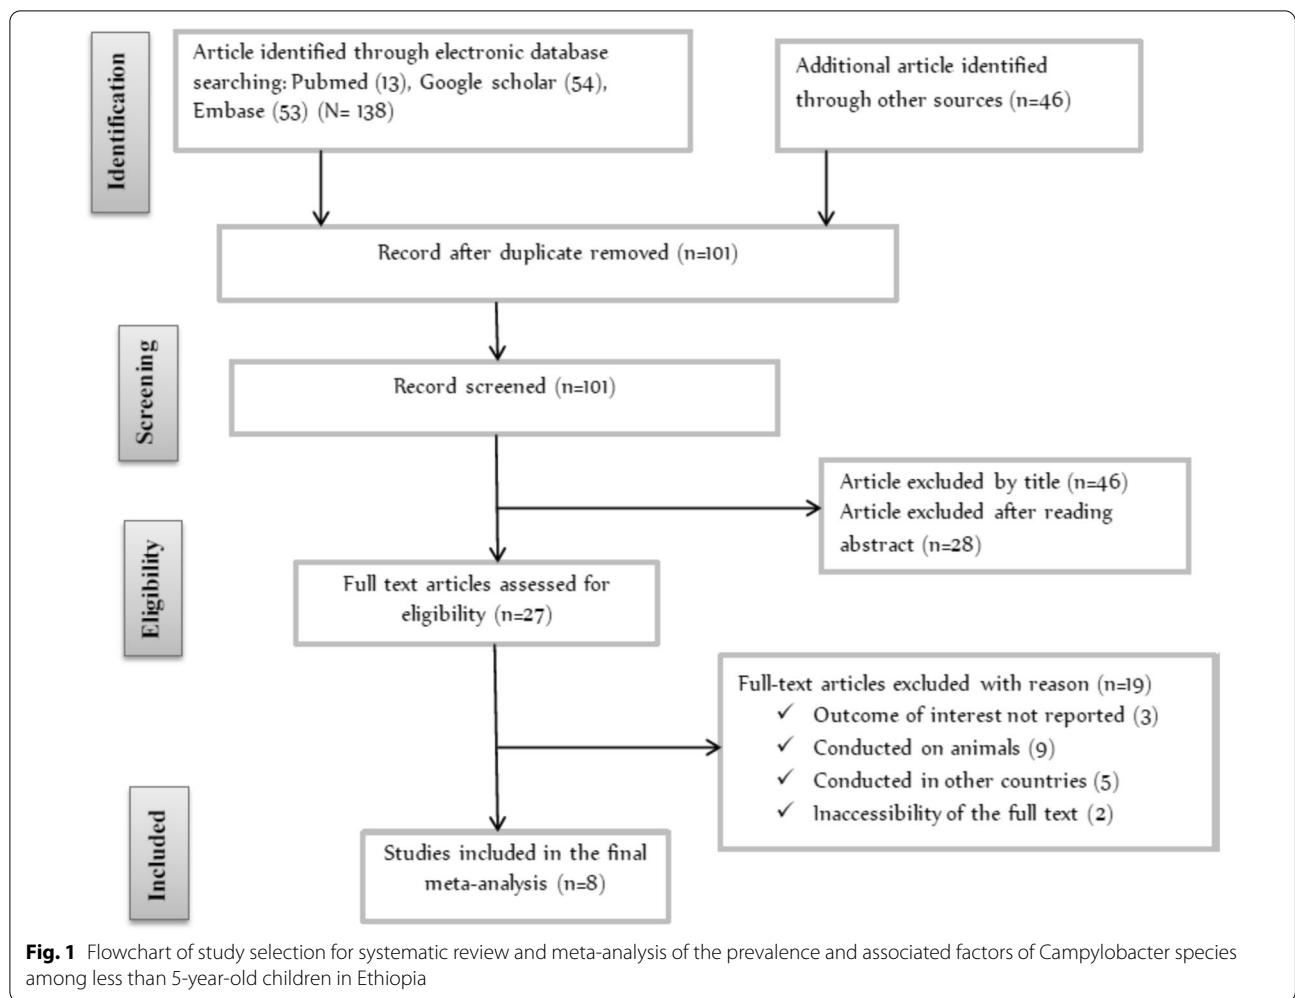 Identification
Article identified through electronic database
searching: Pubmed (13), Google scholar (54),
Embase (53) (N= 138)
Additional article identified
through other sources (n=46)
Record after duplicate removed (n=101)
Screening
Record screened (n=101)
Article excluded by title (n=46)
Article excluded after reading
abstract (n=28)
Eligibility
Full text articles assessed for
eligibility (n=27)
Full-text articles excluded with reason (n=19)
✓ Outcome of interest not reported (3)
✓ Conducted on animals (9)
✓ Conducted in other countries (5)
✓ Inaccessibility of the full text (2)
Included
Studies included in the final
meta-analysis (n=8)
Fig. 1 Flowchart of study selection for systematic review and meta-analysis of the prevalence and associated factors of Campylobacter species
among less than 5-year-old children in Ethiopia